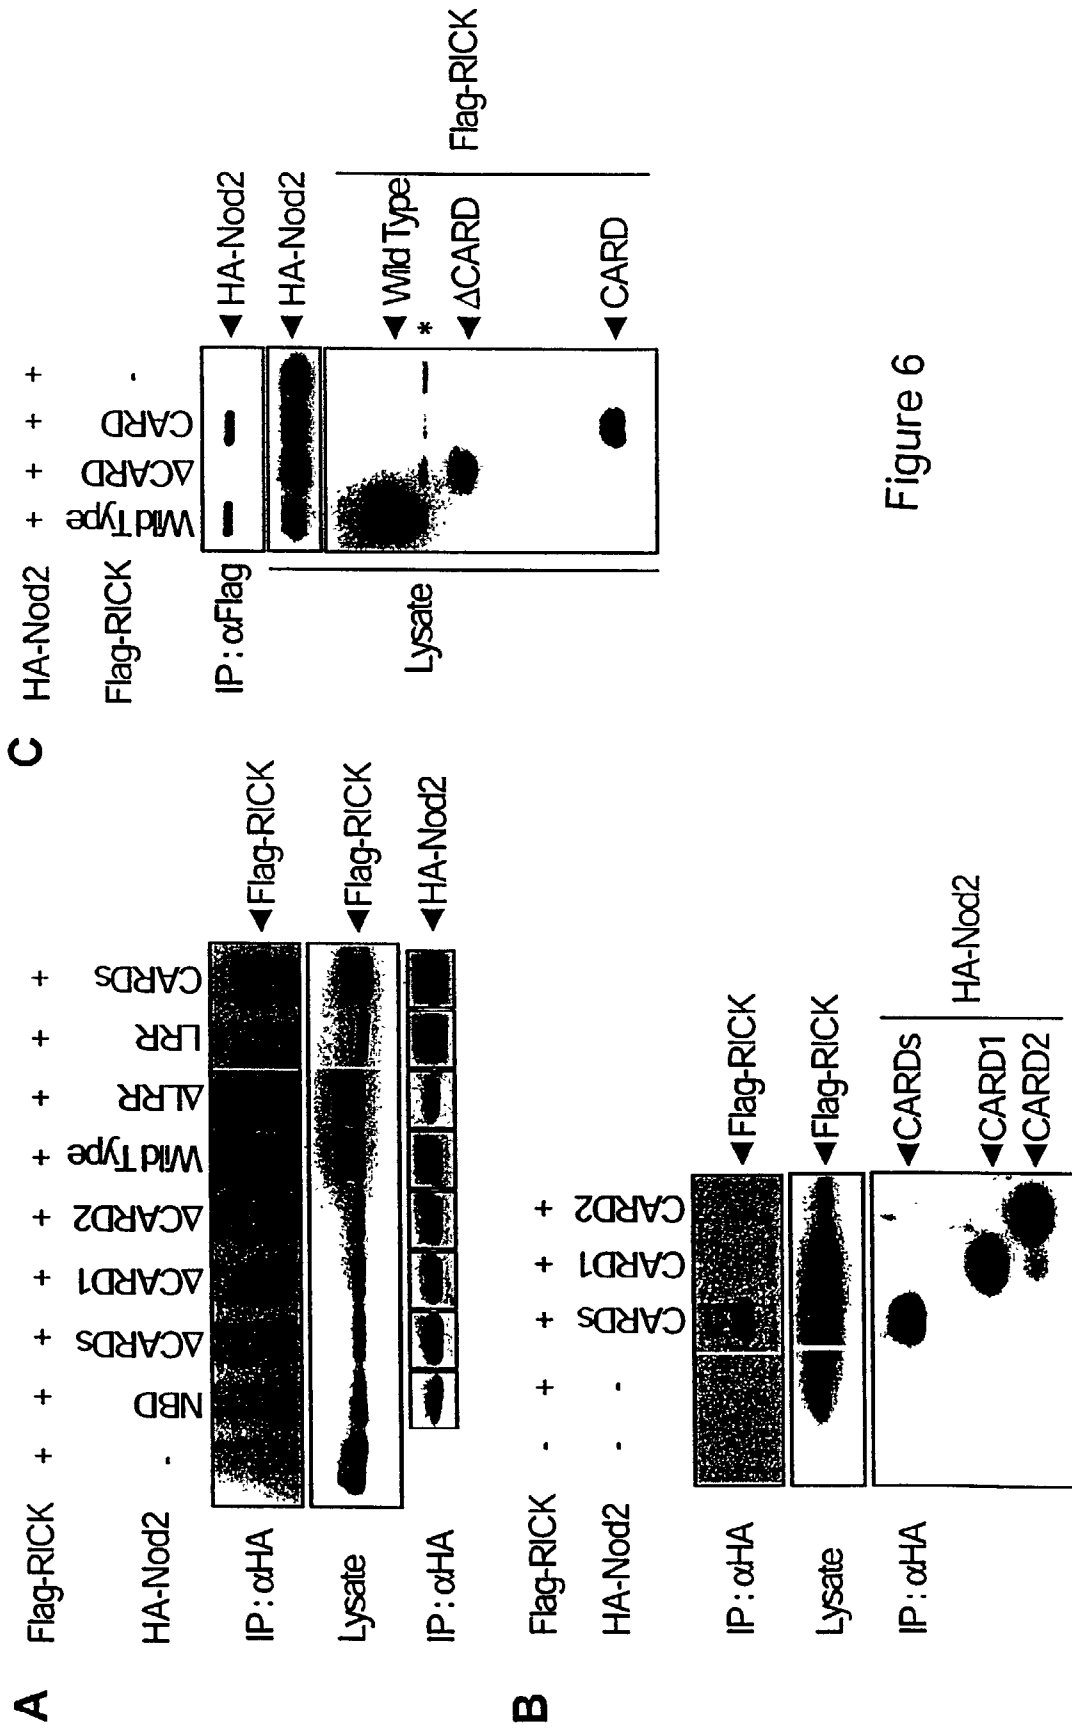 A
Flag-RICK + + + + + + + + +
HA-Nod2 - NBD ΔCARDs ΔCARD1 ΔCARD2 Wild Type ΔLRR LRR CARDs
IP: αHA ◀Flag-RICK
Lysate ◀Flag-RICK
IP: αHA ◀HA-Nod2
B
Flag-RICK - + + + +
HA-Nod2 - - CARDs CARD1 CARD2
IP: αHA ◀Flag-RICK
Lysate ◀Flag-RICK
IP: αHA ◀CARDs
◀CARD1
◀CARD2
HA-Nod2
C
HA-Nod2 + + + +
Flag-RICK Wild Type ΔCARD CARD -
IP: αFlag ◀HA-Nod2
Lysate ◀HA-Nod2
◀Wild Type
*
◀ΔCARD
◀CARD
Flag-RICK
Figure 6